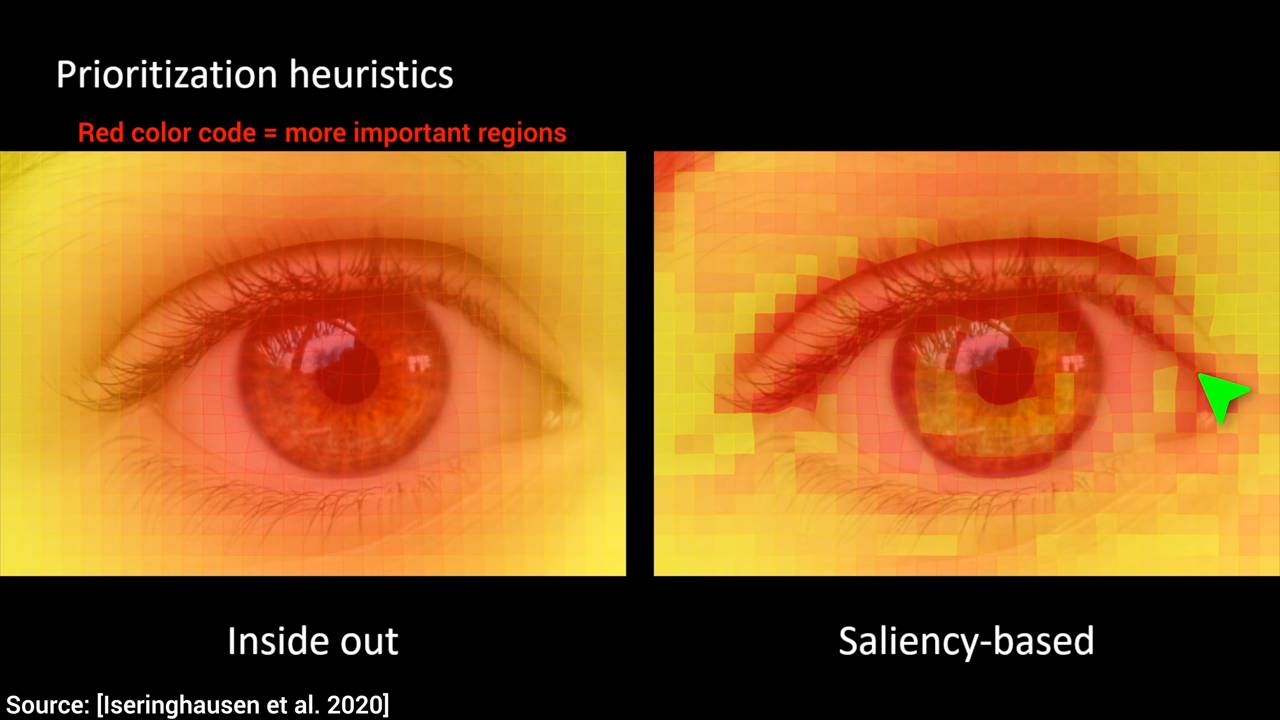 Prioritization heuristics
Red color code = more important regions
Inside out
Saliency-based
Source: [Iseringhausen et al. 2020]